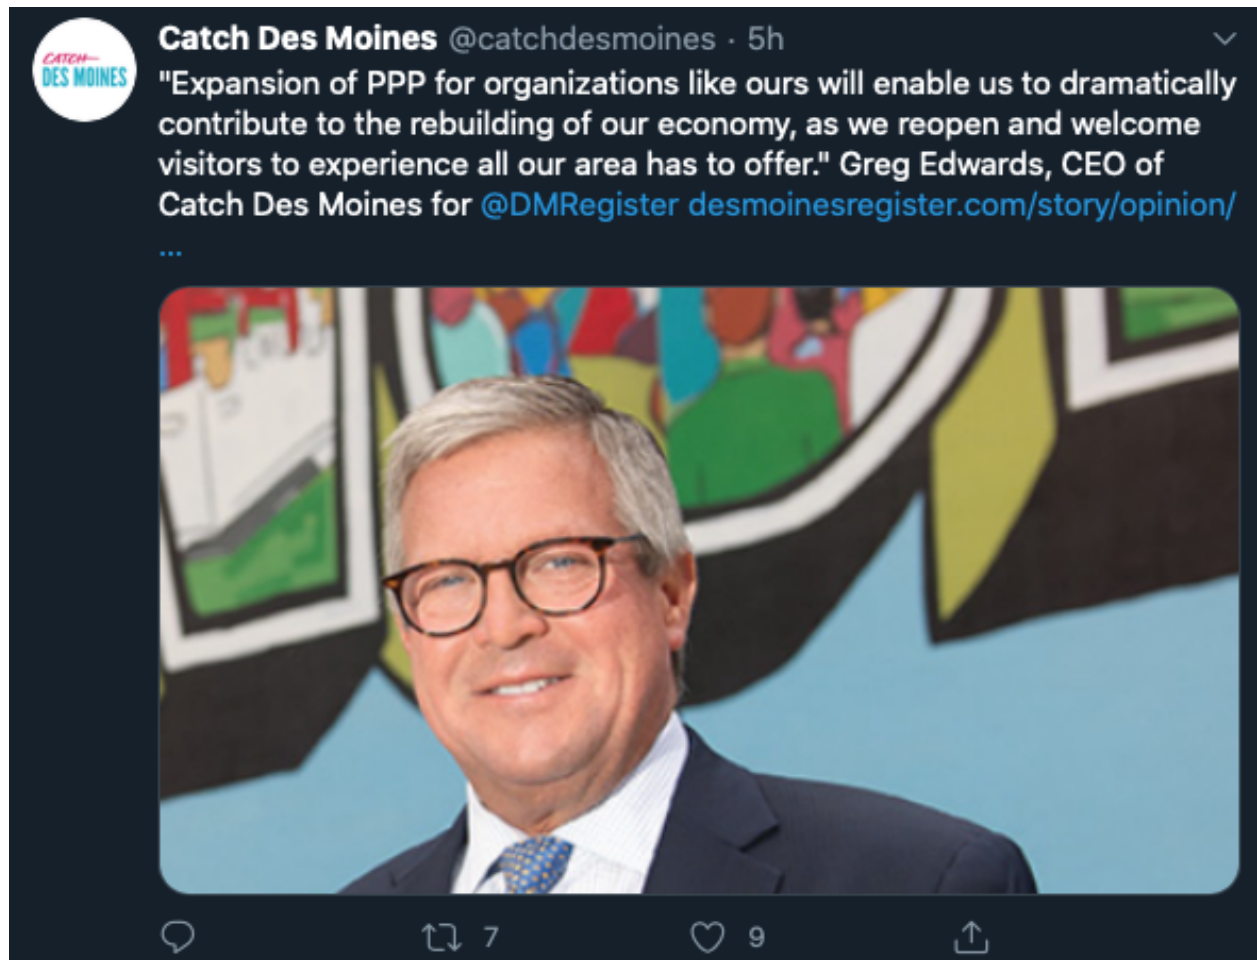 CATCH
DES MOINES
Catch Des Moines @catchdesmoines · 5h
"Expansion of PPP for organizations like ours will enable us to dramatically
contribute to the rebuilding of our economy, as we reopen and welcome
visitors to experience all our area has to offer." Greg Edwards, CEO of
Catch Des Moines for @DMRegister desmoinesregister.com/story/opinion/
...
7
9